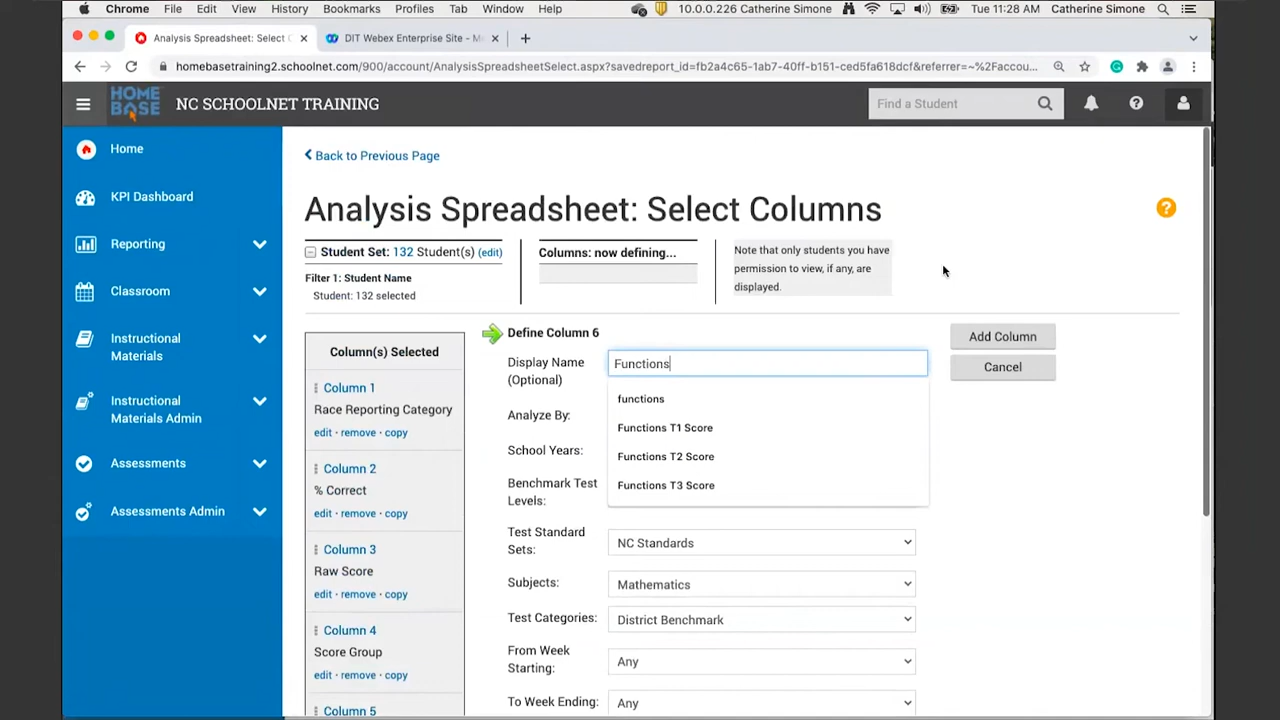 Chrome File Edit View History Bookmarks Profiles Tab Window Help 10.0.0.226 Catherine Simone Tue 11:28 AM Catherine Simone
Analysis Spreadsheet: Select C
DIT Webex Enterprise Site - M
homebasetraining2.schoolnet.com/900/account/AnalysisSpreadsheetSelect.aspx?savedreport_id=fb2a4c65-1ab7-40ff-b151-ced5fa618dcf&referrer=~%2Faccou...
HOME
BASE
NC SCHOOLNET TRAINING
Find a Student
Home
KPI Dashboard
Reporting
Classroom
Instructional
Materials
Instructional
Materials Admin
Assessments
Assessments Admin
Back to Previous Page
Analysis Spreadsheet: Select Columns
Student Set: 132 Student(s) (edit)
Filter 1: Student Name
Student: 132 selected
Columns: now defining...
Note that only students you have
permission to view, if any, are
displayed.
Column(s) Selected
Column 1
Race Reporting Category
edit · remove · copy
Column 2
% Correct
edit · remove · copy
Column 3
Raw Score
edit · remove · copy
Column 4
Score Group
edit · remove · copy
Column 5
Define Column 6
Display Name
(Optional)
Functions
functions
Functions T1 Score
Functions T2 Score
Functions T3 Score
Analyze By:
School Years:
Benchmark Test
Levels:
Test Standard
Sets:
NC Standards
Subjects:
Mathematics
Test Categories:
District Benchmark
From Week
Starting:
Any
To Week Ending:
Any
Add Column
Cancel